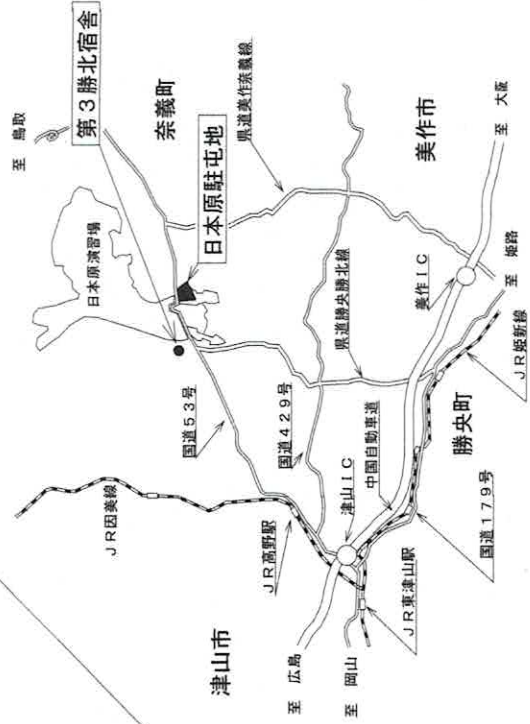 至　鳥取
第３勝北宿舎
奈義町
日本原演習場
日本原駐屯地
県道美作奈義線
美作市
至　大阪
国道５３号
国道４２９号
県道勝央勝北線
美作ＩＣ
至　姫路
ＪＲ因美線
ＪＲ高野駅
津山ＩＣ
中国自動車道
勝央町
ＪＲ姫新線
津山市
至　広島
至　岡山
ＪＲ東津山駅
国道１７９号